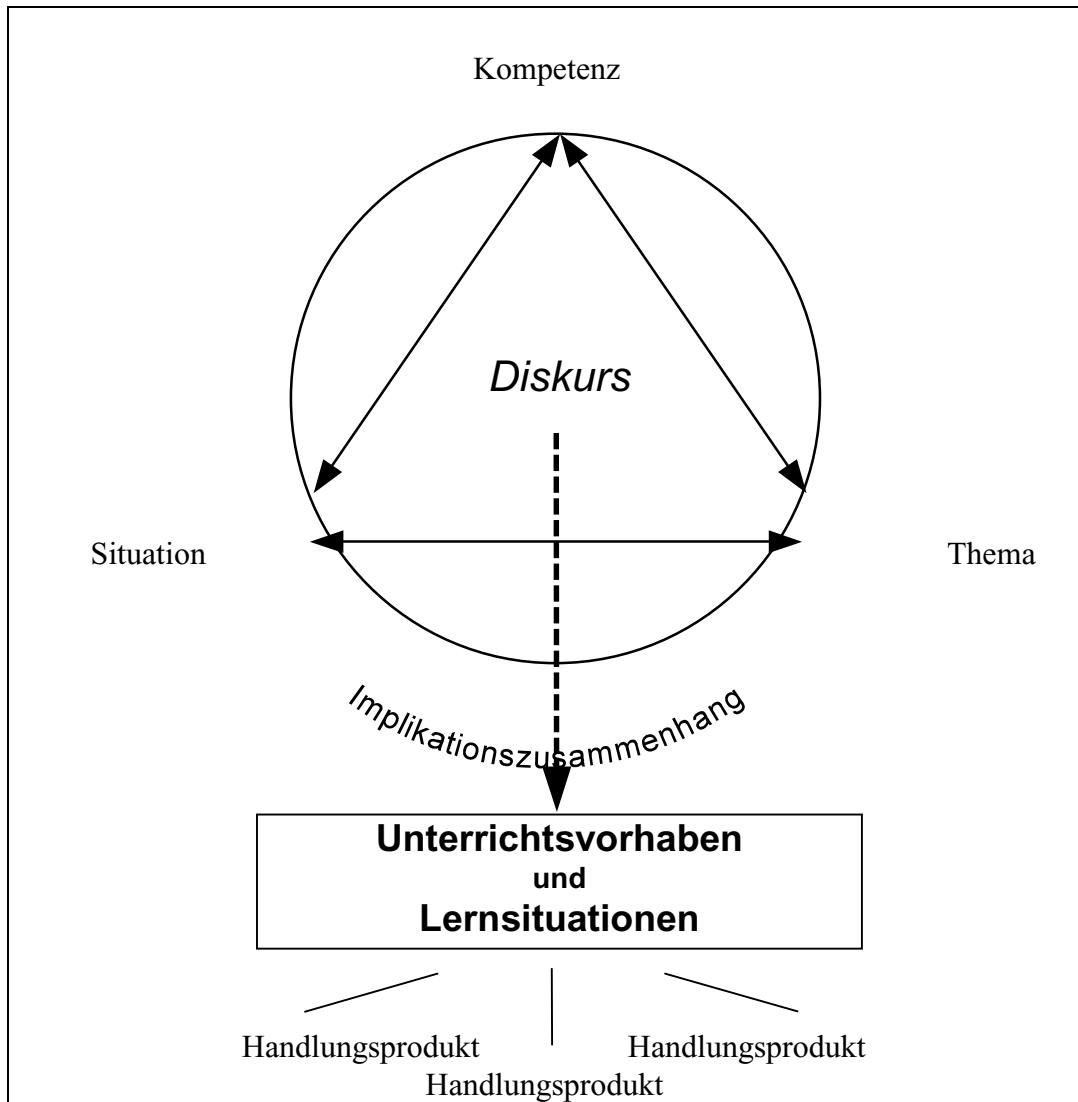 Kompetenz
Diskurs
Situation
Thema
Implikationszusammenhang
Unterrichtsvorhaben
und
Lernsituationen
Handlungsprodukt
Handlungsprodukt
Handlungsprodukt